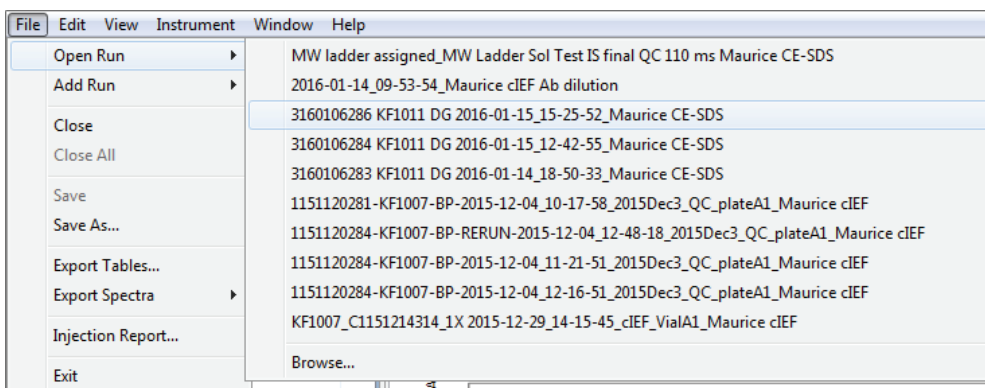 File Edit View Instrument Window Help
Open Run
Add Run
Close
Close All
Save
Save As...
Export Tables...
Export Spectra
Injection Report...
Exit
MW ladder assigned_MW Ladder Sol Test IS final QC 110 ms Maurice CE-SDS
2016-01-14_09-53-54_Maurice cIEF Ab dilution
3160106286 KF1011 DG 2016-01-15_15-25-52_Maurice CE-SDS
3160106284 KF1011 DG 2016-01-15_12-42-55_Maurice CE-SDS
3160106283 KF1011 DG 2016-01-14_18-50-33_Maurice CE-SDS
1151120281-KF1007-BP-2015-12-04_10-17-58_2015Dec3_QC_plateA1_Maurice cIEF
1151120284-KF1007-BP-RERUN-2015-12-04_12-48-18_2015Dec3_QC_plateA1_Maurice cIEF
1151120284-KF1007-BP-2015-12-04_11-21-51_2015Dec3_QC_plateA1_Maurice cIEF
1151120284-KF1007-BP-2015-12-04_12-16-51_2015Dec3_QC_plateA1_Maurice cIEF
KF1007_C1151214314_1X 2015-12-29_14-15-45_cIEF_VialA1_Maurice cIEF
Browse...